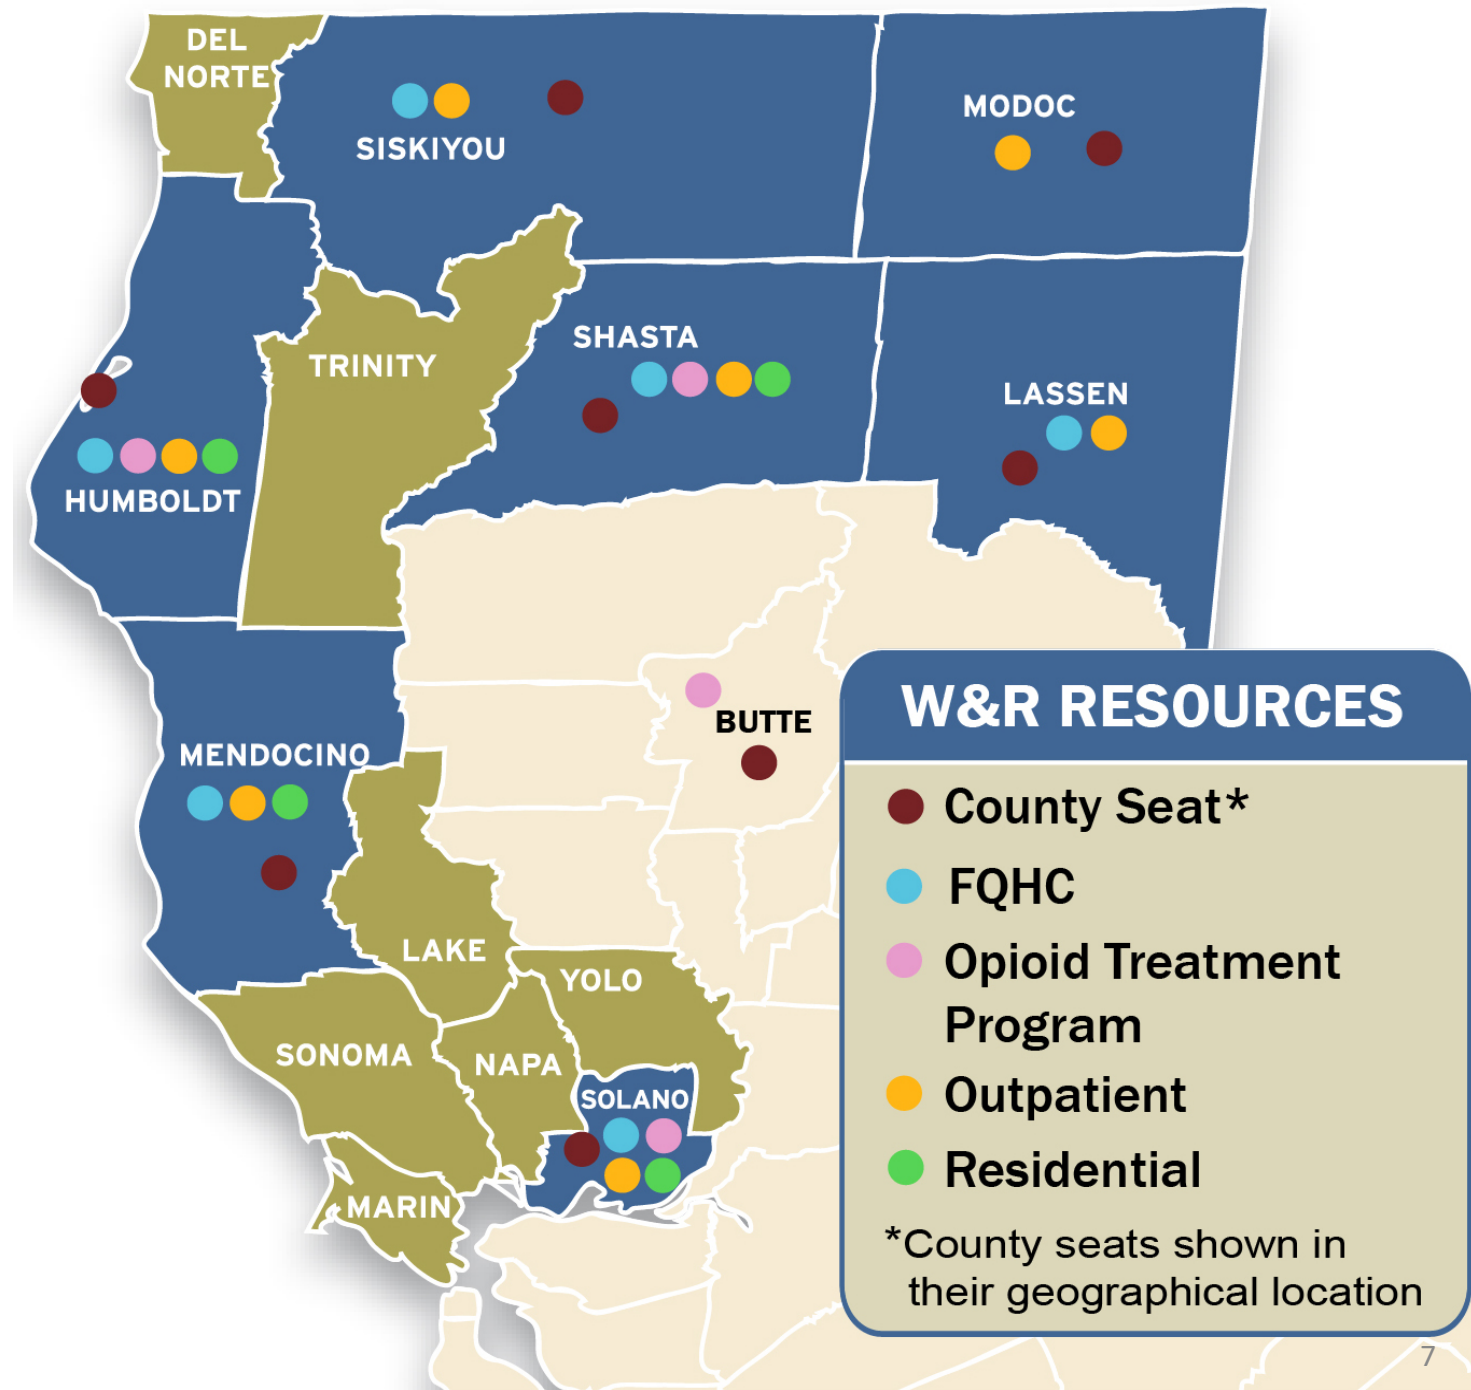 DEL
NORTE
SISKIYOU
MODOC
SHASTA
TRINITY
LASSEN
HUMBOLDT
BUTTE
MENDOCINO
LAKE
YOLO
SONOMA
NAPA
SOLANO
MARIN
W&R RESOURCES
County Seat*
FQHC
Opioid Treatment
Program
Outpatient
Residential
*County seats shown in
their geographical location
7